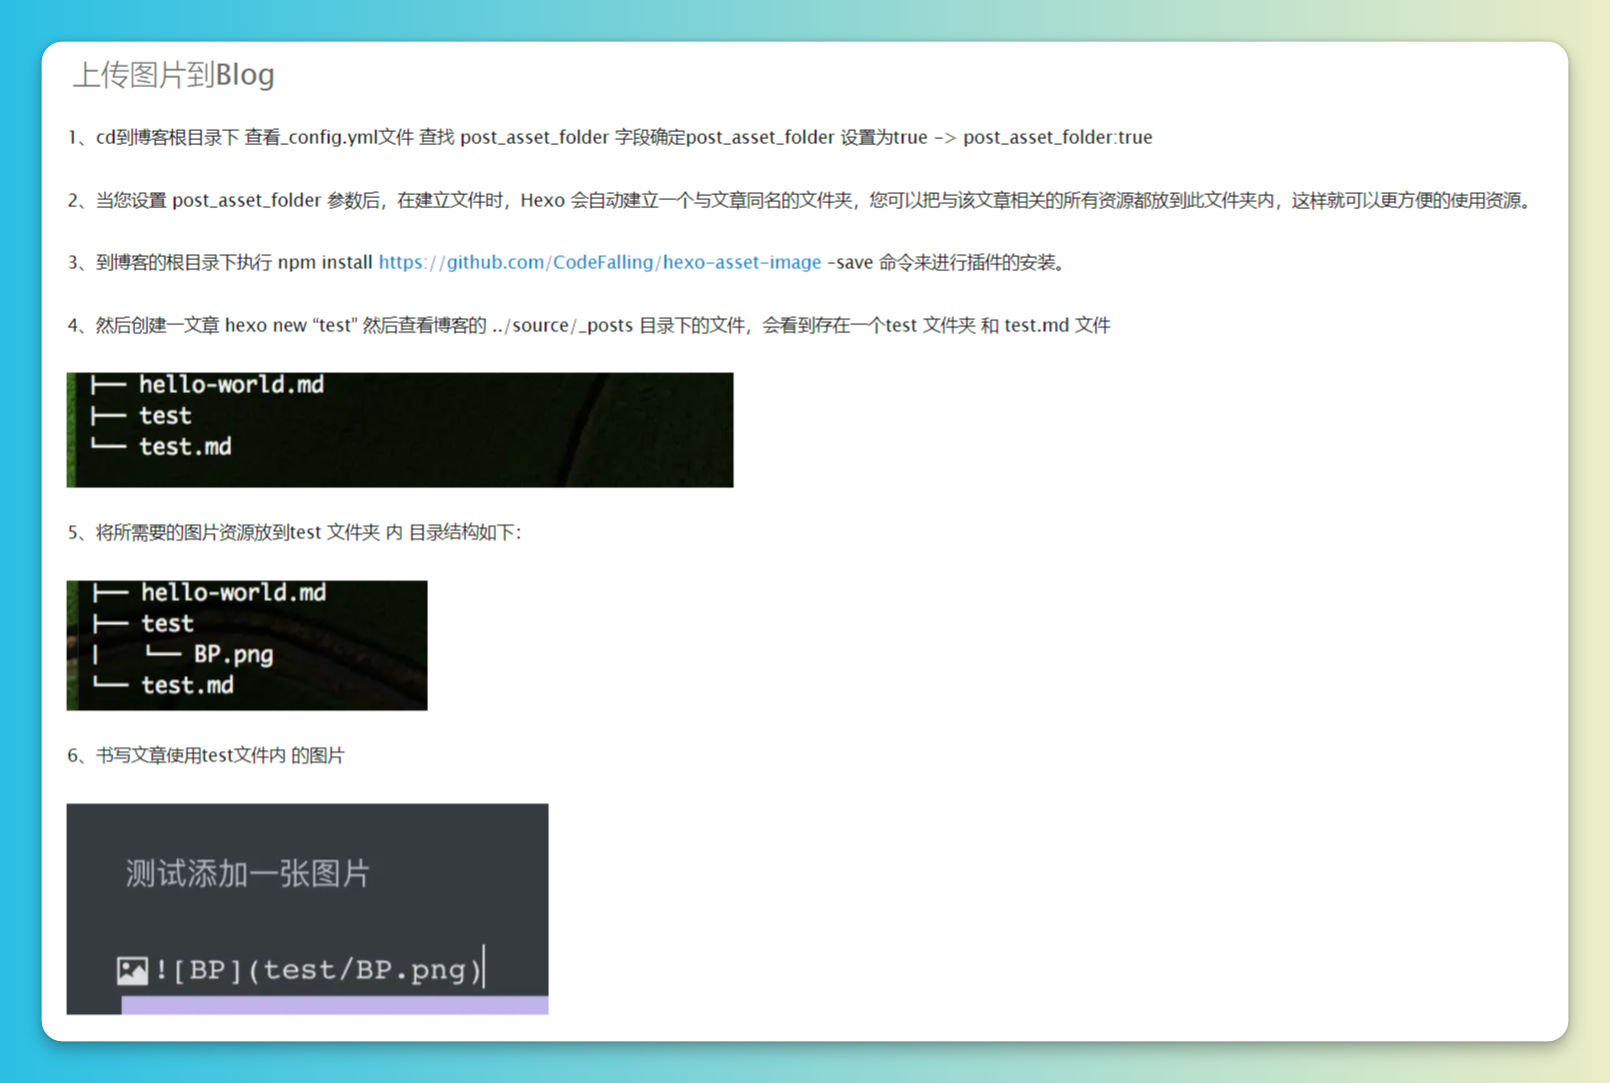 上传图片到Blog
1、cd到博客根目录下 查看_config.yml文件 查找 post_asset_folder 字段确定post_asset_folder 设置为true -> post_asset_folder:true
2、当您设置 post_asset_folder 参数后，在建立文件时，Hexo 会自动建立一个与文章同名的文件夹，您可以把与该文章相关的所有资源都放到此文件夹内，这样就可以更方便的使用资源。
3、到博客的根目录下执行 npm install https://github.com/CodeFalling/hexo-asset-image -save 命令来进行插件的安装。
4、然后创建一文章 hexo new “test” 然后查看博客的 ../source/_posts 目录下的文件，会看到存在一个test 文件夹 和 test.md 文件
├── hello-world.md
├── test
└── test.md
5、将所需要的图片资源放到test 文件夹 内 目录结构如下：
├── hello-world.md
├── test
|   └── BP.png
└── test.md
6、书写文章使用test文件内 的图片
测试添加一张图片
![BP](test/BP.png)